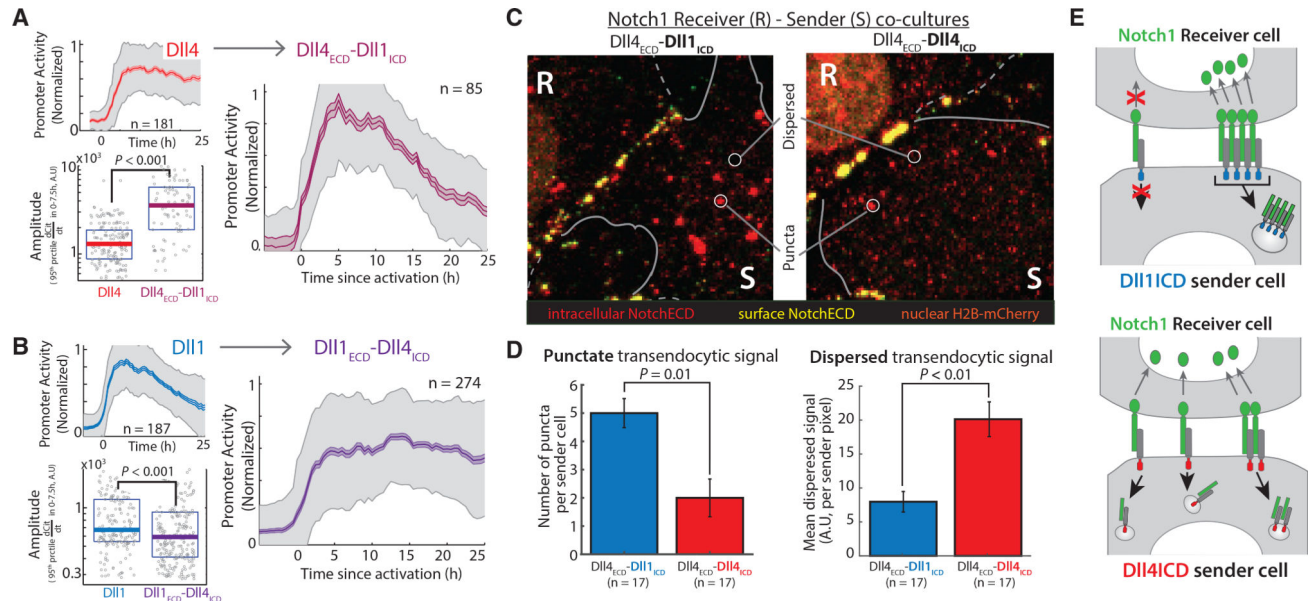 A
Dll4
Promoter Activity
(Normalized)
1
0
n = 181
0
Time (h)
25
Dll4ECD-Dll1ICD
n = 85
Promoter Activity
(Normalized)
1
0.
0
5
10
15
20
25
Time since activation (h)
x10³
10
1
P < 0.001
Amplitude
( 95th prctile dCit/dt in 0-7.5h, A.U)
Dll4
Dll4ECD-Dll1ICD
B
Dll1
Promoter Activity
(Normalized)
1
0
n = 187
0
Time (h)
25
Dll1ECD-Dll4ICD
n = 274
Promoter Activity
(Normalized)
1
0
0
5
10
15
20
25
Time since activation (h)
x10³
1
0.3
P < 0.001
Amplitude
( 95th prctile dCit/dt in 0-7.5h, A.U)
Dll1
Dll1ECD-Dll4ICD
C
Notch1 Receiver (R) - Sender (S) co-cultures
Dll4ECD-Dll1ICD
Dll4ECD-Dll4ICD
R
S
Dispersed
Puncta
R
S
intracellular NotchECD
surface NotchECD
nuclear H2B-mCherry
D
Punctate transendocytic signal
P = 0.01
Number of puncta
per sender cell
6
5
4
3
2
1
0
Dll4ECD-Dll1ICD
(n = 17)
Dll4ECD-Dll4ICD
(n = 17)
Dispersed transendocytic signal
P < 0.01
Mean dispersed signal
(A.U, per sender pixel)
25
20
15
10
5
0
Dll4ECD-Dll1ICD
(n = 17)
Dll4ECD-Dll4ICD
(n = 17)
E
Notch1 Receiver cell
Dll1ICD sender cell
Notch1 Receiver cell
Dll4ICD sender cell